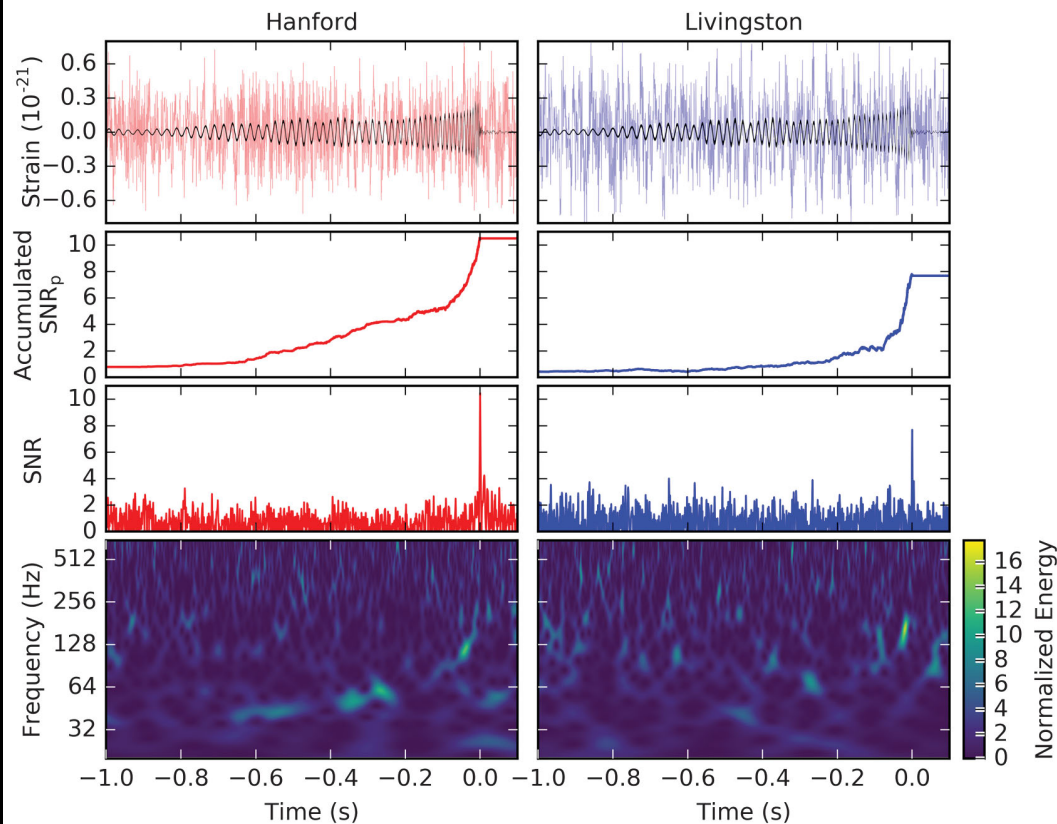 Hanford
Livingston
Strain (10⁻²¹)
0.6
0.3
0.0
−0.3
−0.6
Accumulated
SNRₚ
10
8
6
4
2
0
SNR
10
8
6
4
2
0
Frequency (Hz)
512
256
128
64
32
−1.0 −0.8 −0.6 −0.4 −0.2 0.0
−1.0 −0.8 −0.6 −0.4 −0.2 0.0
Time (s)
Time (s)
16
14
12
10
8
6
4
2
0
Normalized Energy